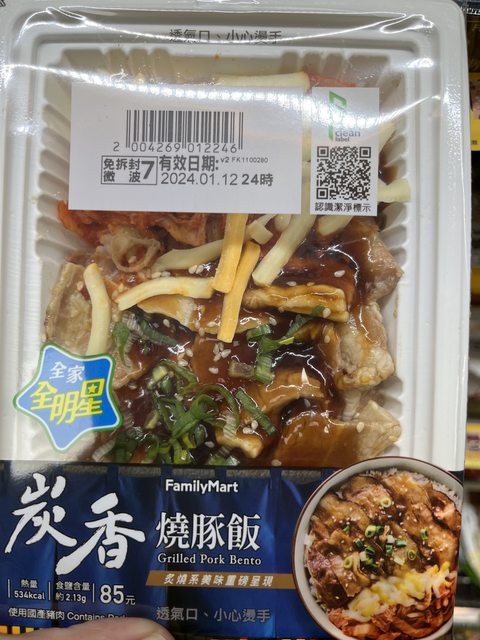 透氣口、小心燙手
2 004269 012246
免拆封
微波 7 有效日期: v2 FK1100280
2024.01.12 24時
clean
label
認識潔淨標示
全家
全明星
FamilyMart
炭香
燒豚飯
Grilled Pork Bento
炙燒系美味重磅呈現
熱量
534kcal
食鹽含量
約2.13g
85元
使用國產豬肉 Contains
透氣口、小心燙手